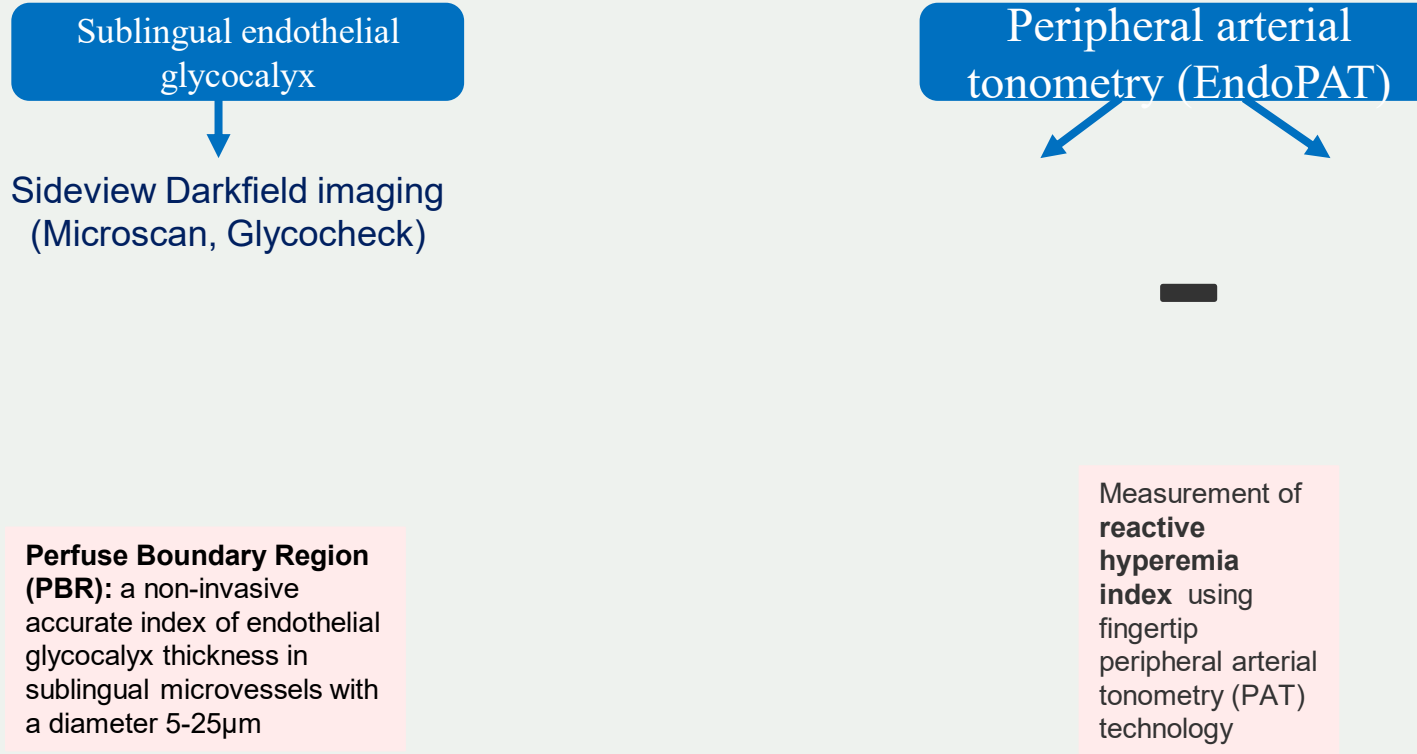 Sublingual endothelial
glycocalyx
Sideview Darkfield imaging
(Microscan, Glycocheck)
Perfuse Boundary Region
(PBR): a non-invasive
accurate index of endothelial
glycocalyx thickness in
sublingual microvessels with
a diameter 5-25μm
Peripheral arterial
tonometry (EndoPAT)
Measurement of
reactive
hyperemia
index using
fingertip
peripheral arterial
tonometry (PAT)
technology